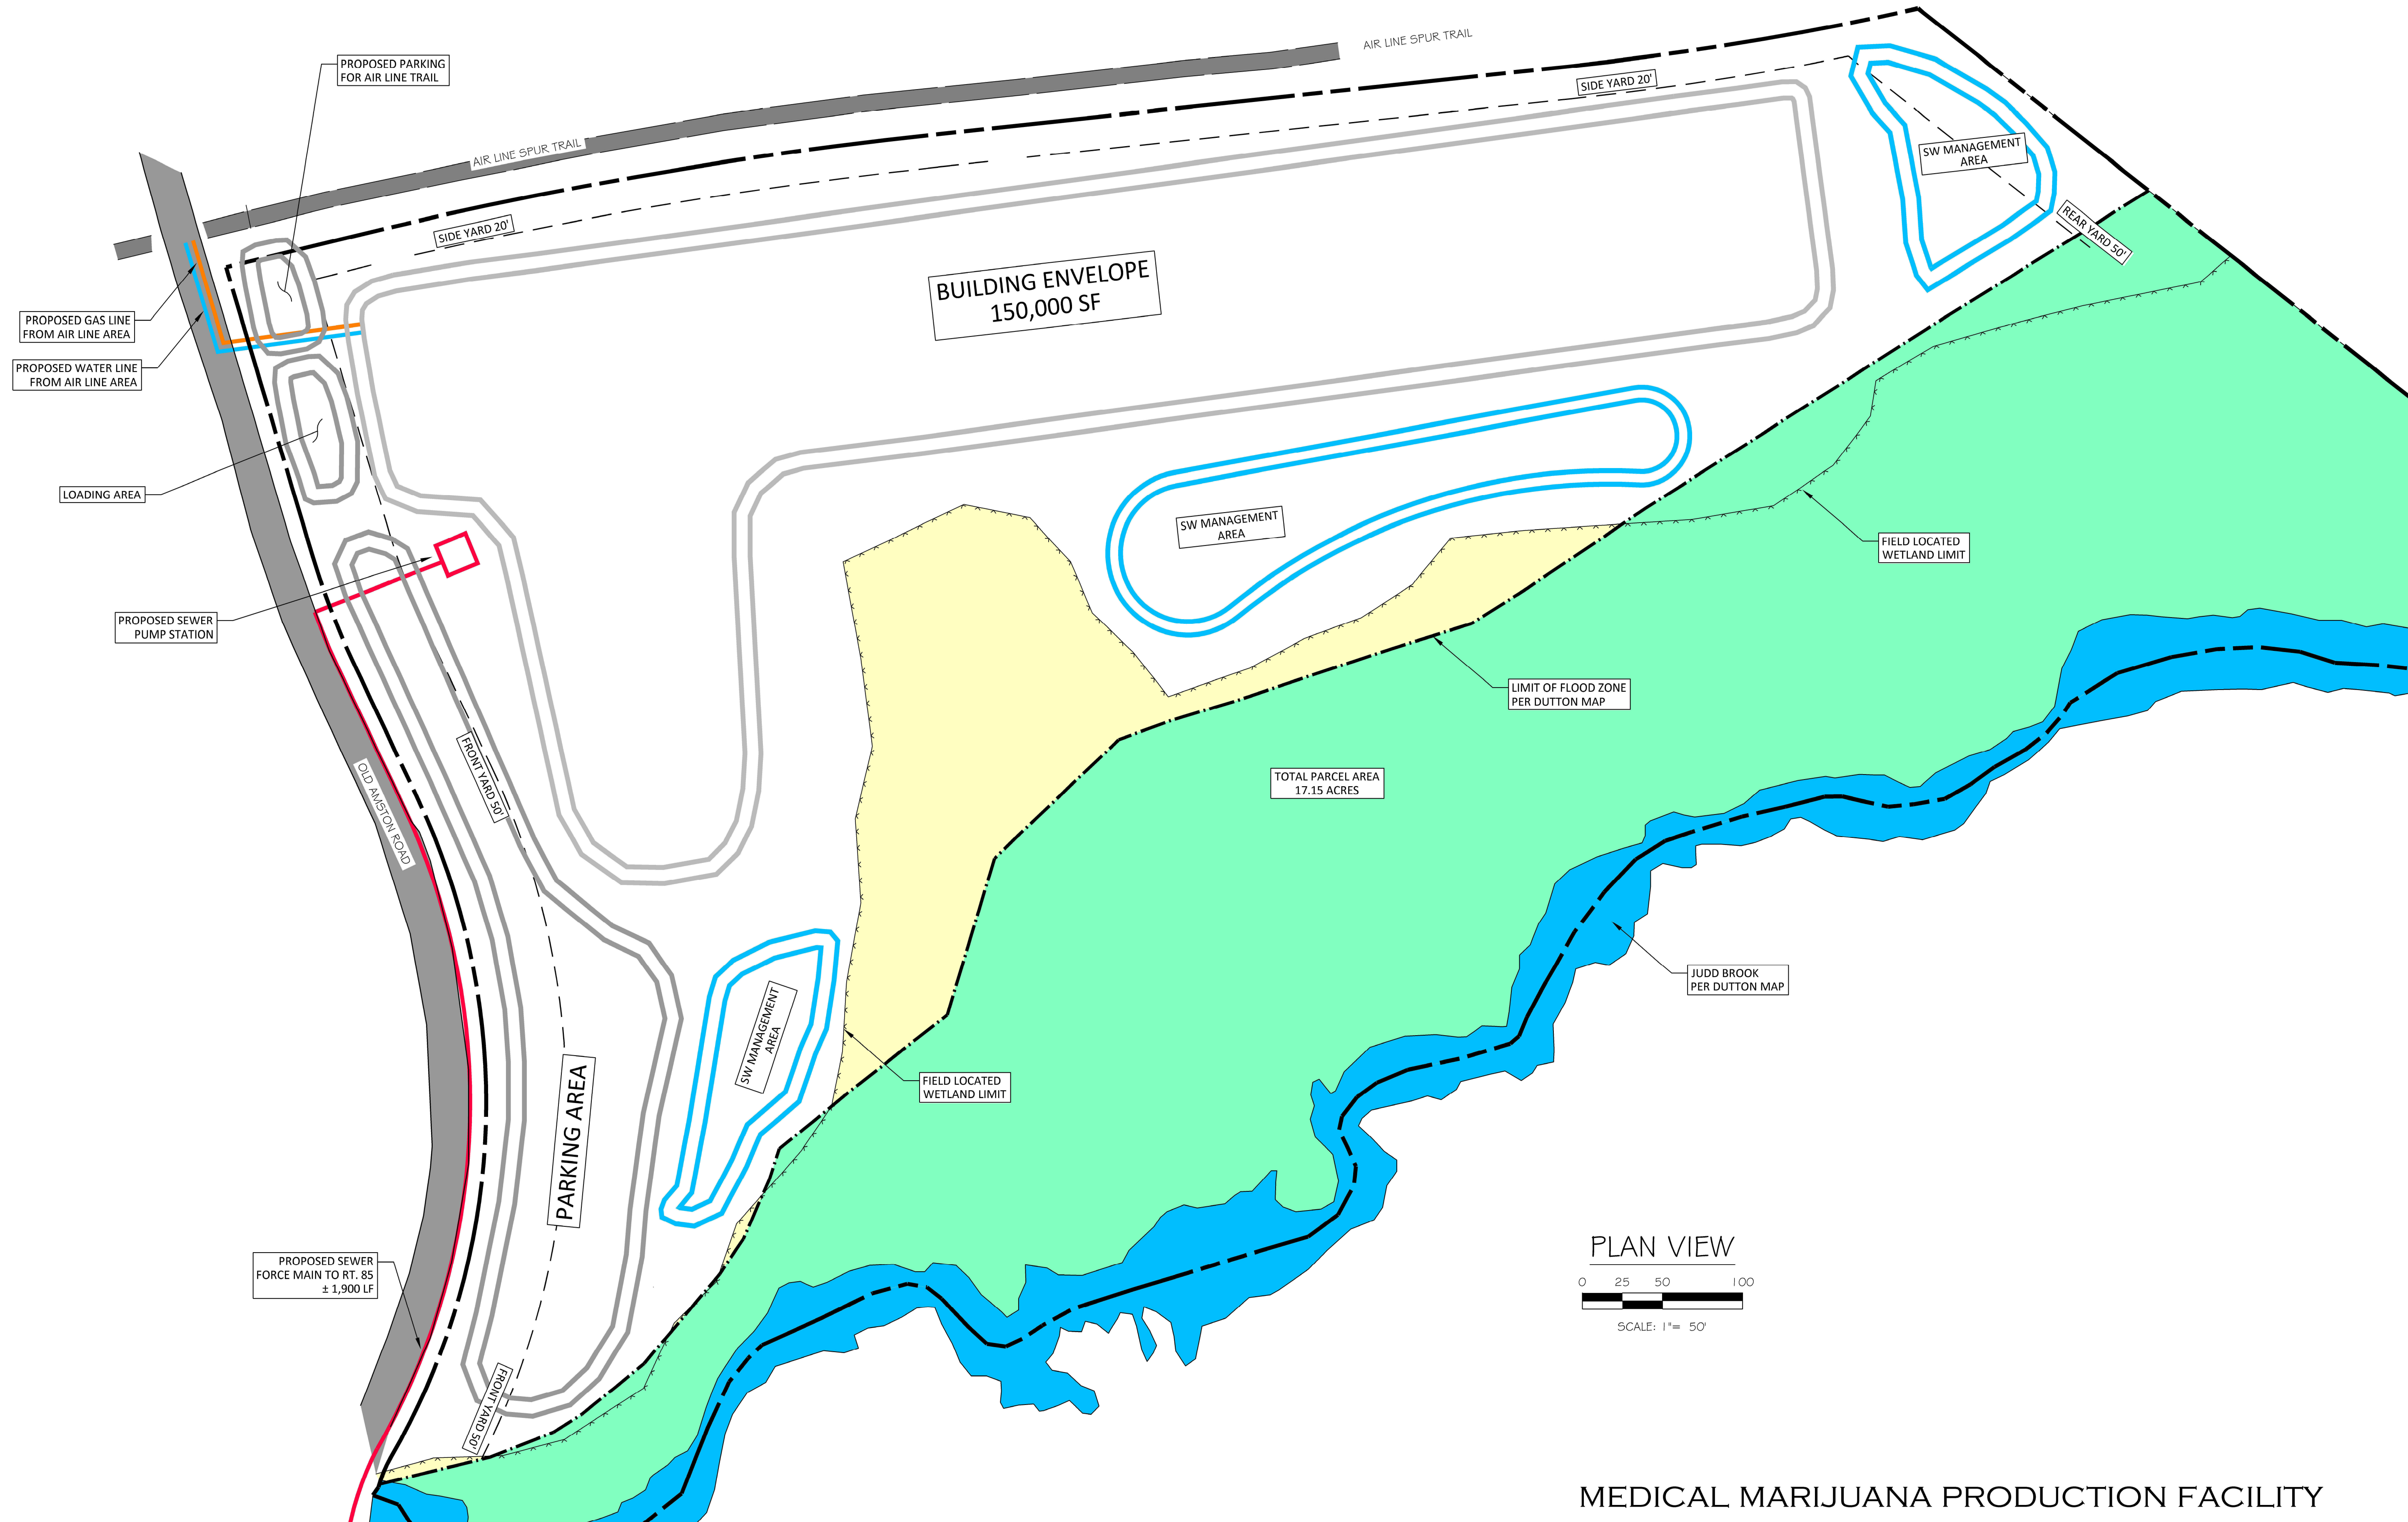 AIR LINE SPUR TRAIL
PROPOSED PARKING
FOR AIR LINE TRAIL
SIDE YARD 20'
AIR LINE SPUR TRAIL
SW MANAGEMENT
AREA
SIDE YARD 20'
REAR YARD 50'
BUILDING ENVELOPE
150,000 SF
PROPOSED GAS LINE
FROM AIR LINE AREA
PROPOSED WATER LINE
FROM AIR LINE AREA
LOADING AREA
SW MANAGEMENT
AREA
FIELD LOCATED
WETLAND LIMIT
PROPOSED SEWER
PUMP STATION
LIMIT OF FLOOD ZONE
PER DUTTON MAP
FRONT YARD 50'
OLD AMSTON ROAD
TOTAL PARCEL AREA
17.15 ACRES
JUDD BROOK
PER DUTTON MAP
SW MANAGEMENT
AREA
FIELD LOCATED
WETLAND LIMIT
PARKING AREA
PROPOSED SEWER
FORCE MAIN TO RT. 85
± 1,900 LF
PLAN VIEW
0 25 50 100
SCALE: 1"= 50'
FRONT YARD 50'
MEDICAL MARIJUANA PRODUCTION FACILITY